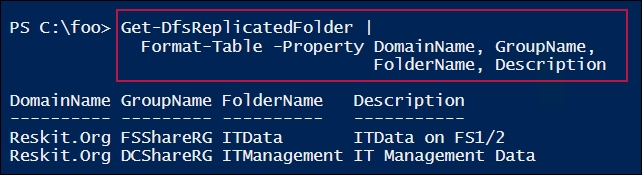 PS C:\foo> Get-DfsReplicatedFolder |
Format-Table -Property DomainName, GroupName,
FolderName, Description
DomainName GroupName FolderName Description
---------- --------- ---------- -----------
Reskit.Org FSShareRG ITData ITData on FS1/2
Reskit.Org DCShareRG ITManagement IT Management Data